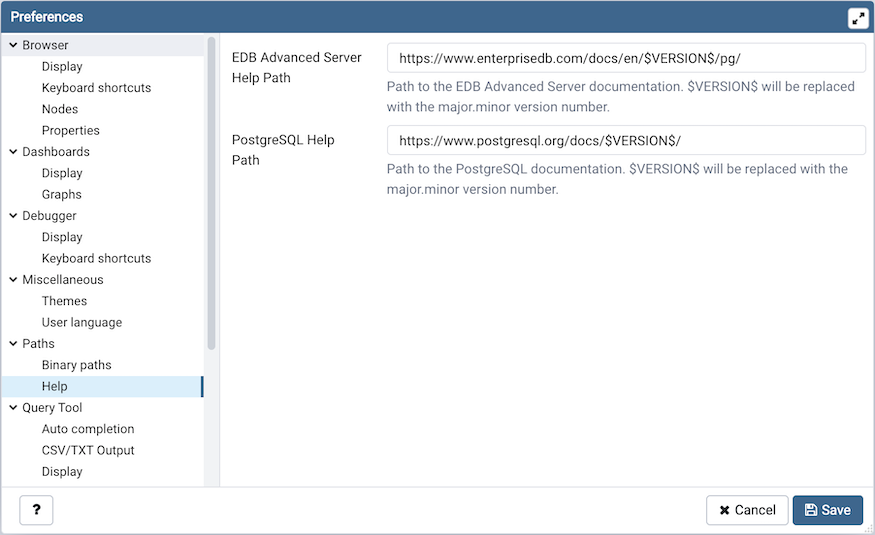 Preferences
Browser
Display
Keyboard shortcuts
Nodes
Properties
Dashboards
Display
Graphs
Debugger
Display
Keyboard shortcuts
Miscellaneous
Themes
User language
Paths
Binary paths
Help
Query Tool
Auto completion
CSV/TXT Output
Display
EDB Advanced Server
Help Path
https://www.enterprisedb.com/docs/en/$VERSION$/pg/
Path to the EDB Advanced Server documentation. $VERSION$ will be replaced
with the major.minor version number.
PostgreSQL Help
Path
https://www.postgresql.org/docs/$VERSION$/
Path to the PostgreSQL documentation. $VERSION$ will be replaced with the
major.minor version number.
?
Cancel
Save